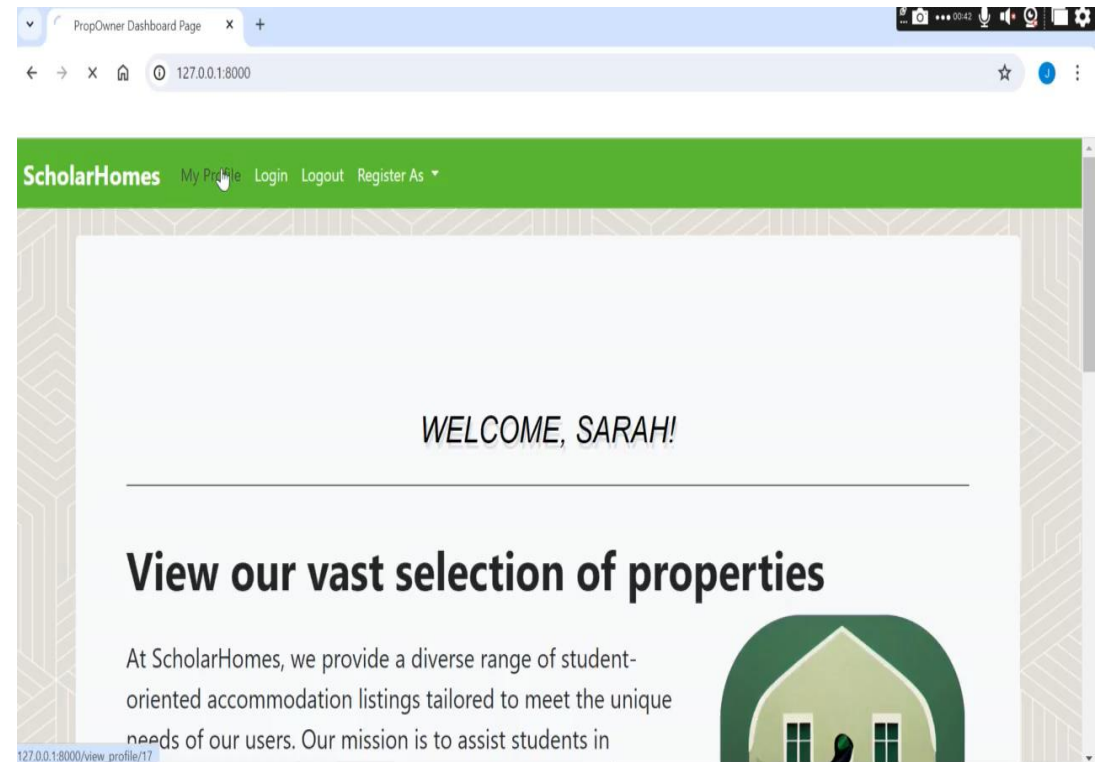 PropOwner Dashboard Page
00:42
127.0.0.1:8000
J
ScholarHomes My Profile Login Logout Register As
WELCOME, SARAH!
View our vast selection of properties
At ScholarHomes, we provide a diverse range of student-
oriented accommodation listings tailored to meet the unique
needs of our users. Our mission is to assist students in
127.0.0.1:8000/view_profile/17